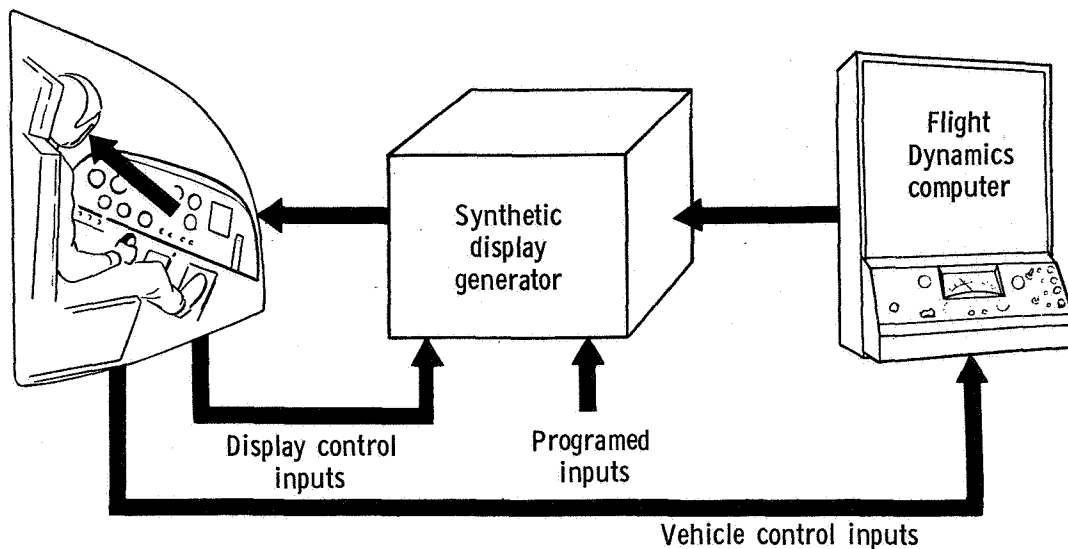 Synthetic
display
generator
Flight
Dynamics
computer
Display control
inputs
Programed
inputs
Vehicle control inputs